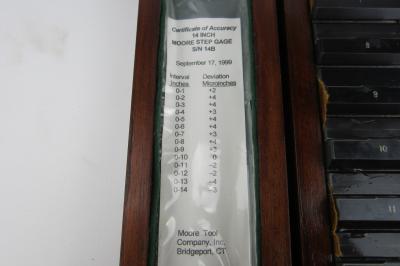 Certificate of Accuracy
14 INCH
MOORE STEP GAGE
S/N 14B
September 17, 1999
Interval Deviation
Inches Microinches
0-1 +2
0-2 +4
0-3 +4
0-4 +3
0-5 +4
0-6 +4
0-7 +3
0-8 +4
0-9 +3
0-10 0
0-11 -2
0-12 -2
0-13 -4
0-14 -3
Moore Tool
Company, Inc.
Bridgeport, CT
8
9
10
11